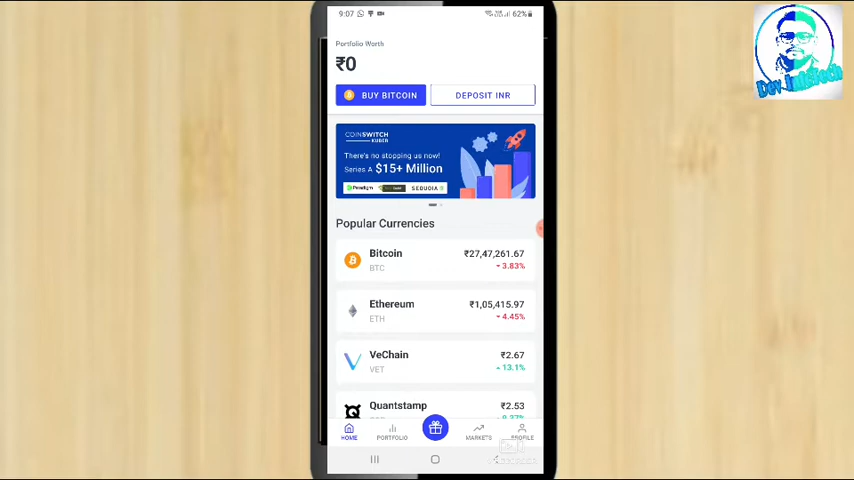 9:07
62%
Portfolio Worth
₹0
BUY BITCOIN
DEPOSIT INR
COINSWITCH
KUBER
There's no stopping us now!
Series A $15+ Million
Paradigm
SEQUOIA
Popular Currencies
Bitcoin
₹27,47,261.67
BTC
3.83%
Ethereum
₹1,05,415.97
ETH
4.45%
VeChain
₹2.67
VET
13.1%
Quantstamp
₹2.53
HOME
PORTFOLIO
MARKETS
PROFILE
Dev InfoTech